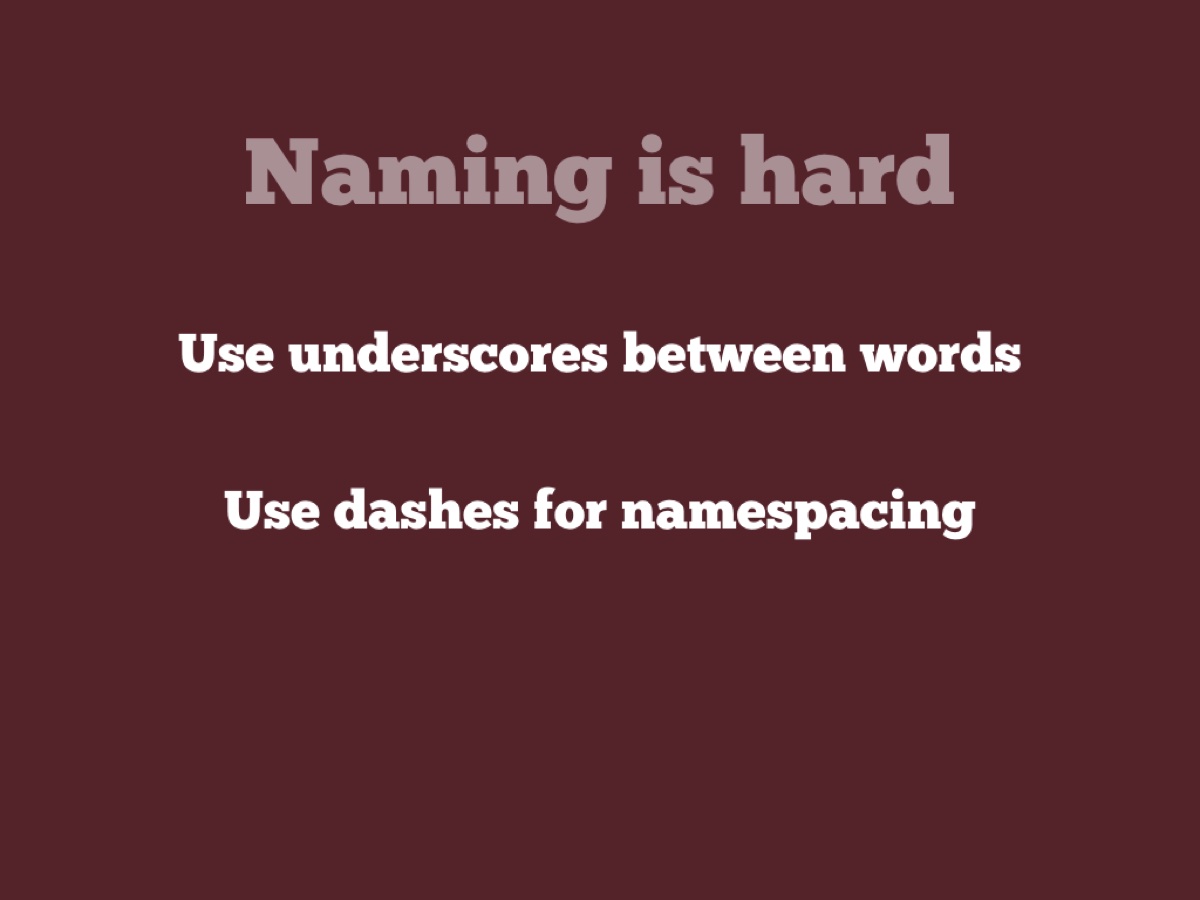 Naming is hard
Use underscores between words
Use dashes for namespacing